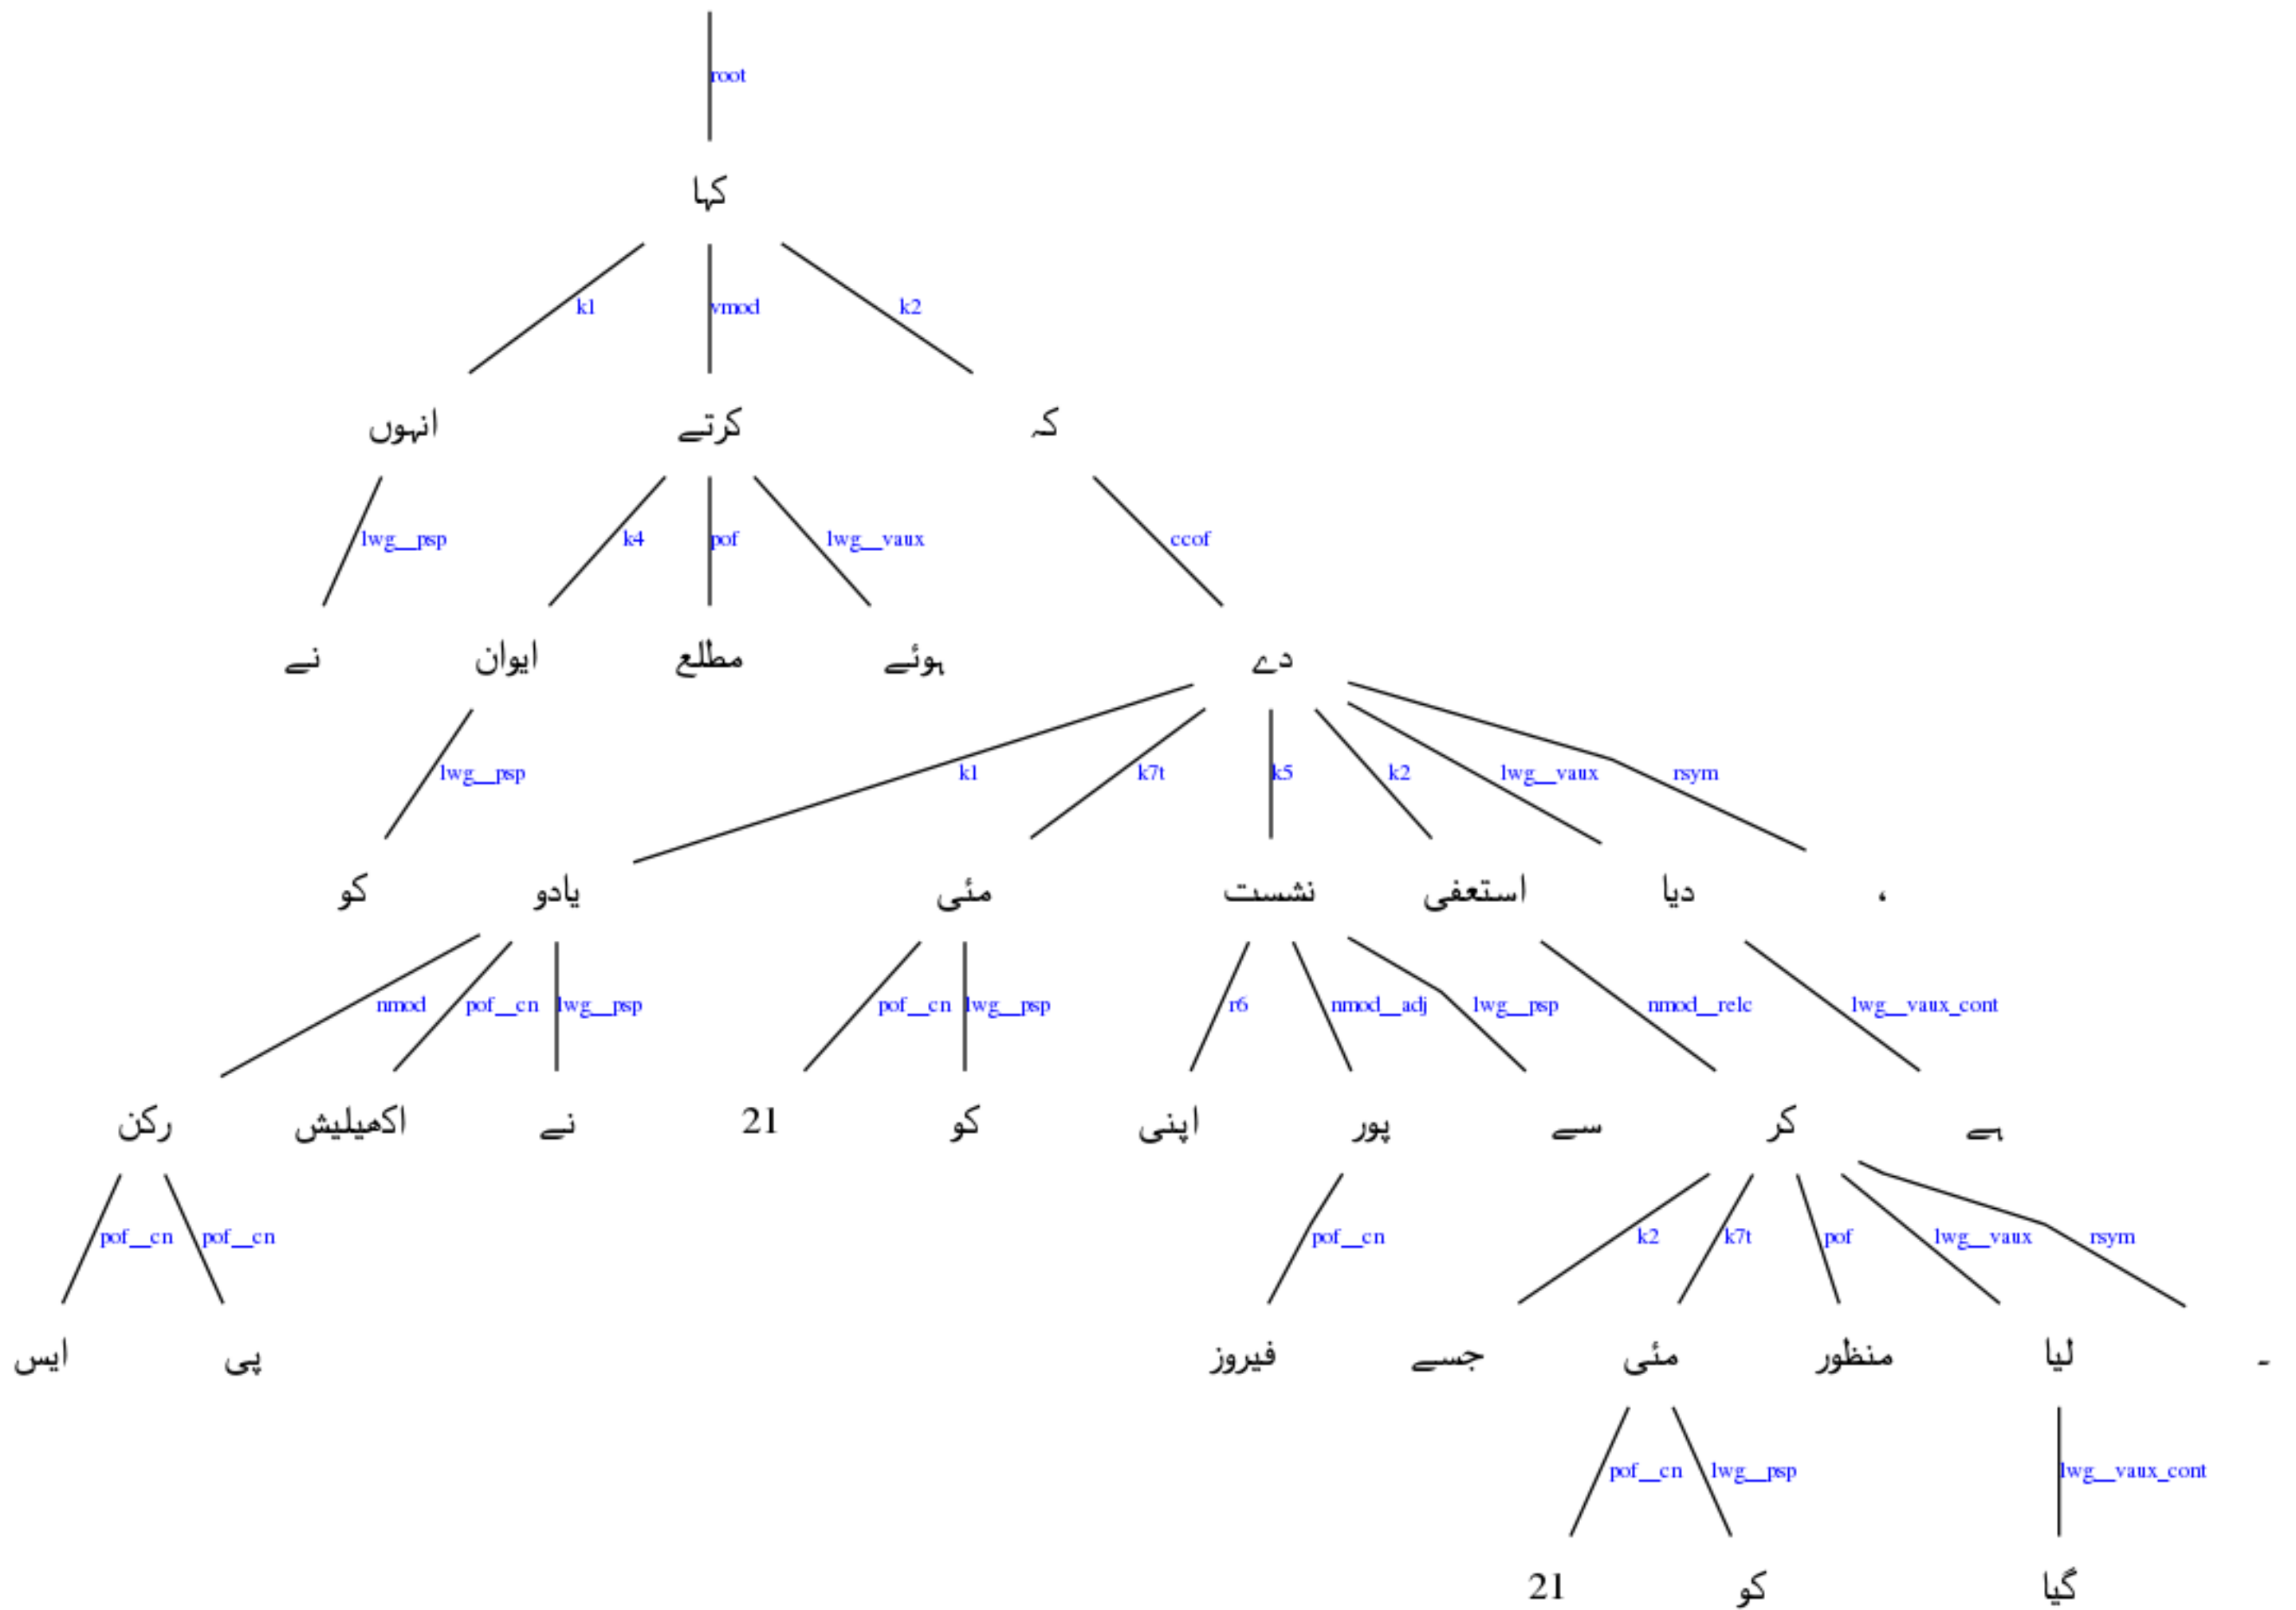 root
کہا
k1 vmod k2
انہوں کرتے کہ
lwg__psp k4 pof lwg__vaux ccof
نے ایوان مطلع ہوئے دے
lwg__psp k1 k7t k5 k2 lwg__vaux rsym
کو یادو مئی نشست استعفی دیا ،
nmod pof__cn lwg__psp pof__cn lwg__psp r6 nmod__adj lwg__psp nmod__relc lwg__vaux_cont
رکن اکھیلیش نے 21 کو اپنی پور سے کر ہے
pof__cn pof__cn pof__cn k2 k7t pof lwg__vaux rsym
ایس پی فیروز جسے مئی منظور لیا ۔
pof__cn lwg__psp lwg__vaux_cont
21 کو گیا